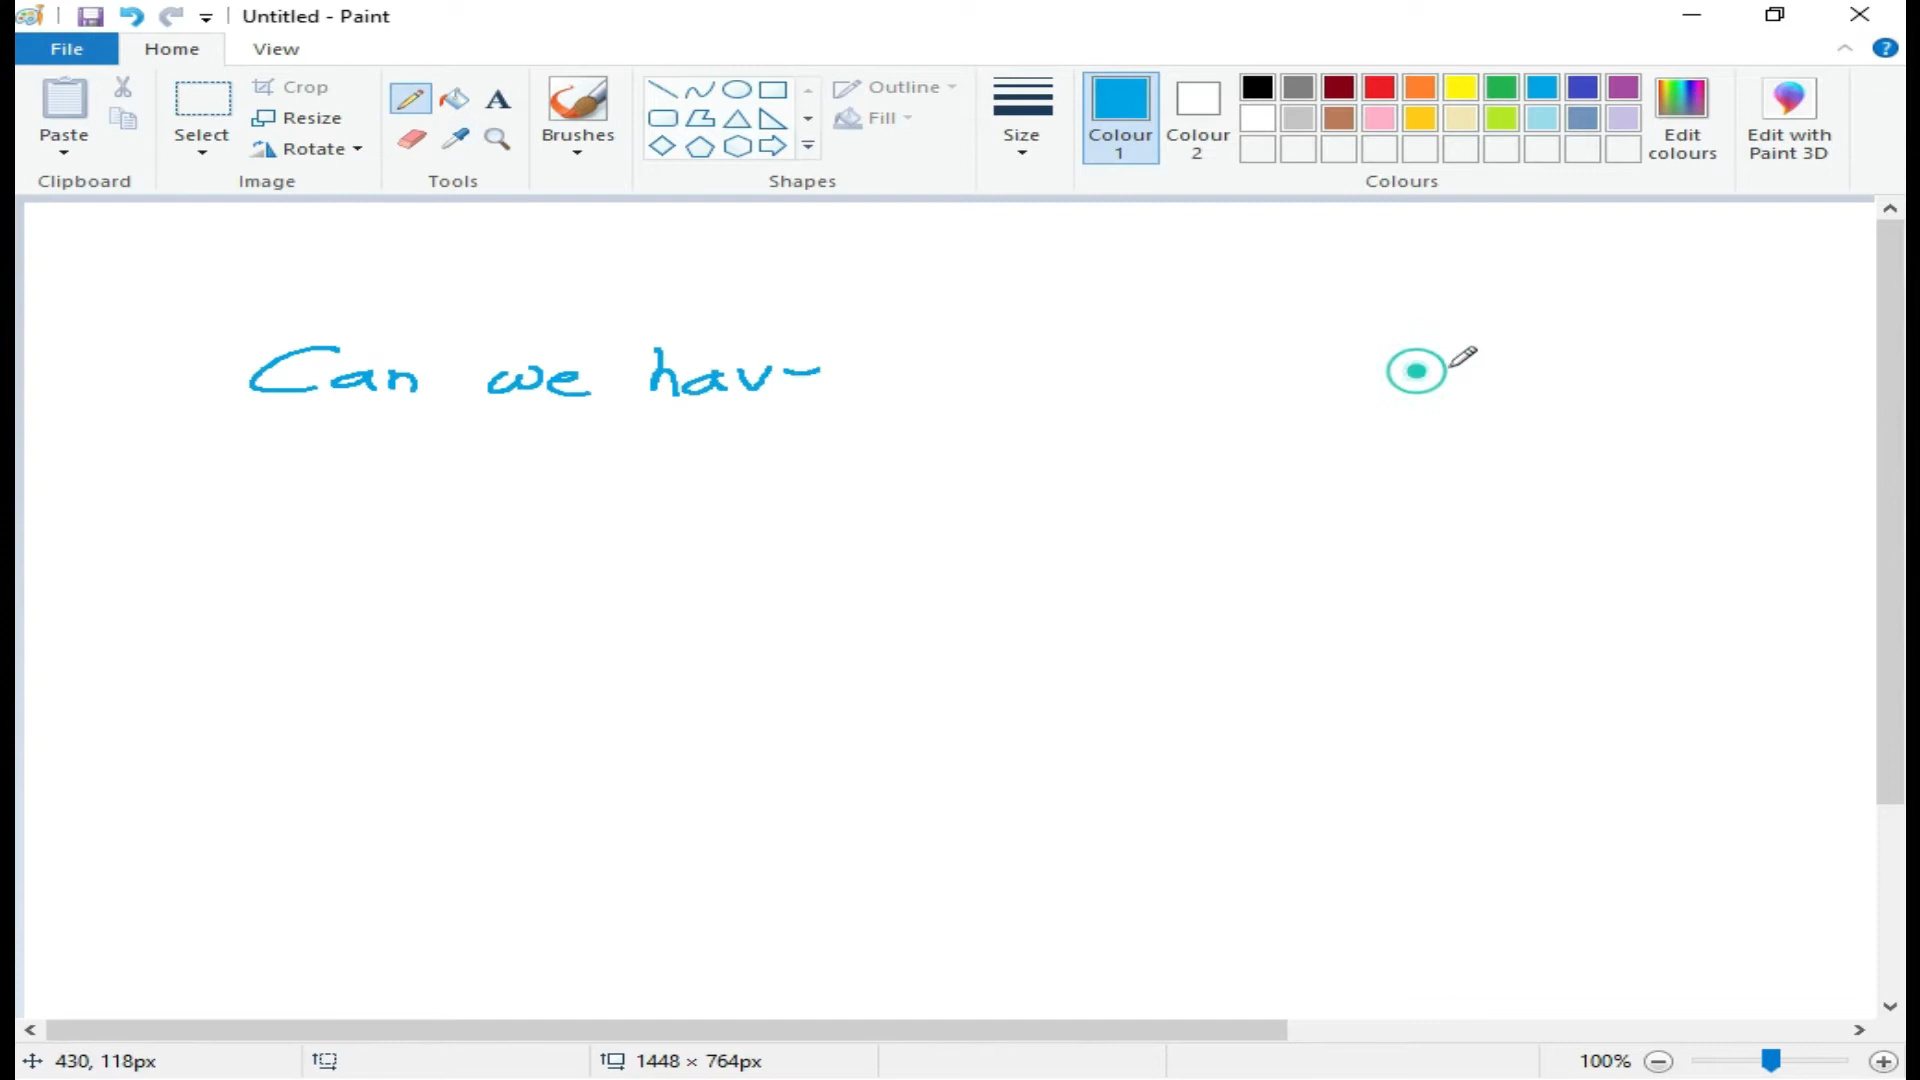 Untitled - Paint
File Home View
Paste
Clipboard
Select
Crop
Resize
Rotate
Image
A
Tools
Brushes
Shapes
Outline
Fill
Size
Colour 1
Colour 2
Colours
Edit colours
Edit with Paint 3D
?
Can we hav
430, 118px
1448 × 764px
100%